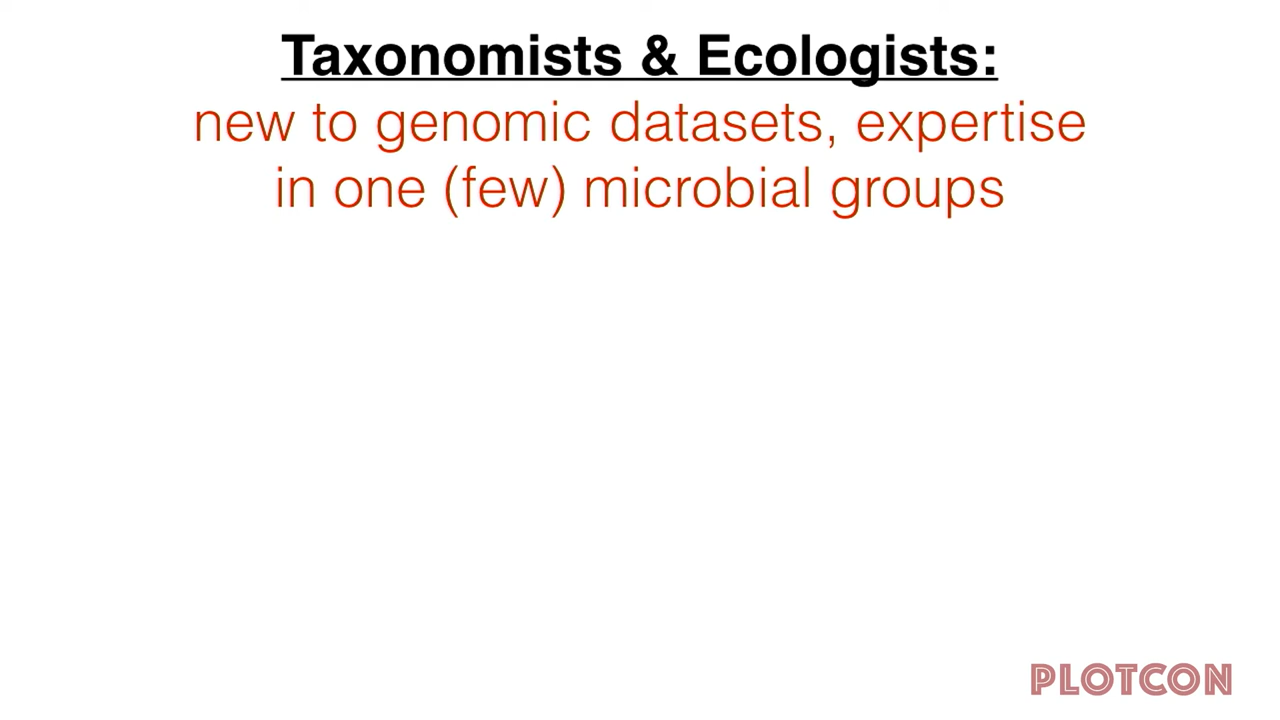 Taxonomists & Ecologists:
new to genomic datasets, expertise
in one (few) microbial groups
PLOTCON